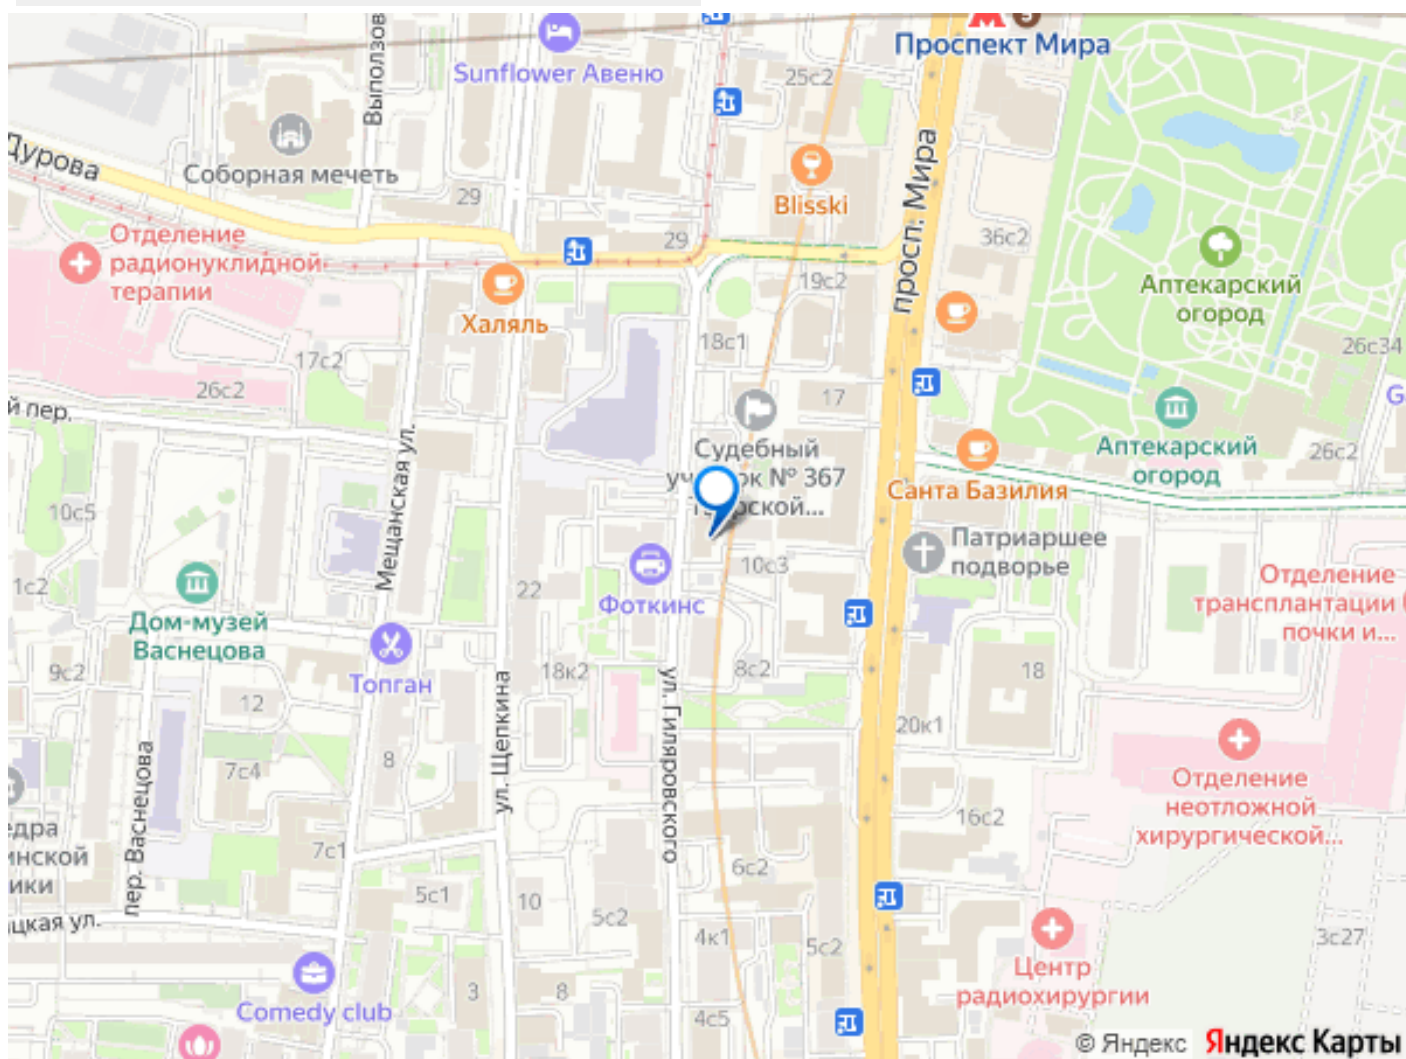 Проспект Мира
Выползов
Sunflower Авеню
25с2
Дурова
Соборная мечеть
29
просп. Мира
Blisski
36с2
Отделение
радионуклидной
терапии
29
19с2
Аптекарский
огород
Халяль
18с1
26с34
17с2
26с2
17
й пер.
Судебный
№ 367
Санта Базилия
Аптекарский
огород
26с2
G
Мещанская ул.
10с5
1с2
Дом-музей
Васнецова
22
Фоткинс
10с3
Патриаршее
подворье
Отделение
трансплантации
почки и...
9с2
Топган
18к2
8с2
18
12
ул. Щепкина
ул. Гиляровского
20к1
пер. Васнецова
7с4
8
Отделение
неотложной
хирургической...
едра
инской
ики
7с1
6с2
16с2
5с1
10
5с2
4к1
5с2
3с27
цкая ул.
Центр
радиохирургии
Comedy club
3
8
4с5
© Яндекс Яндекс Карты